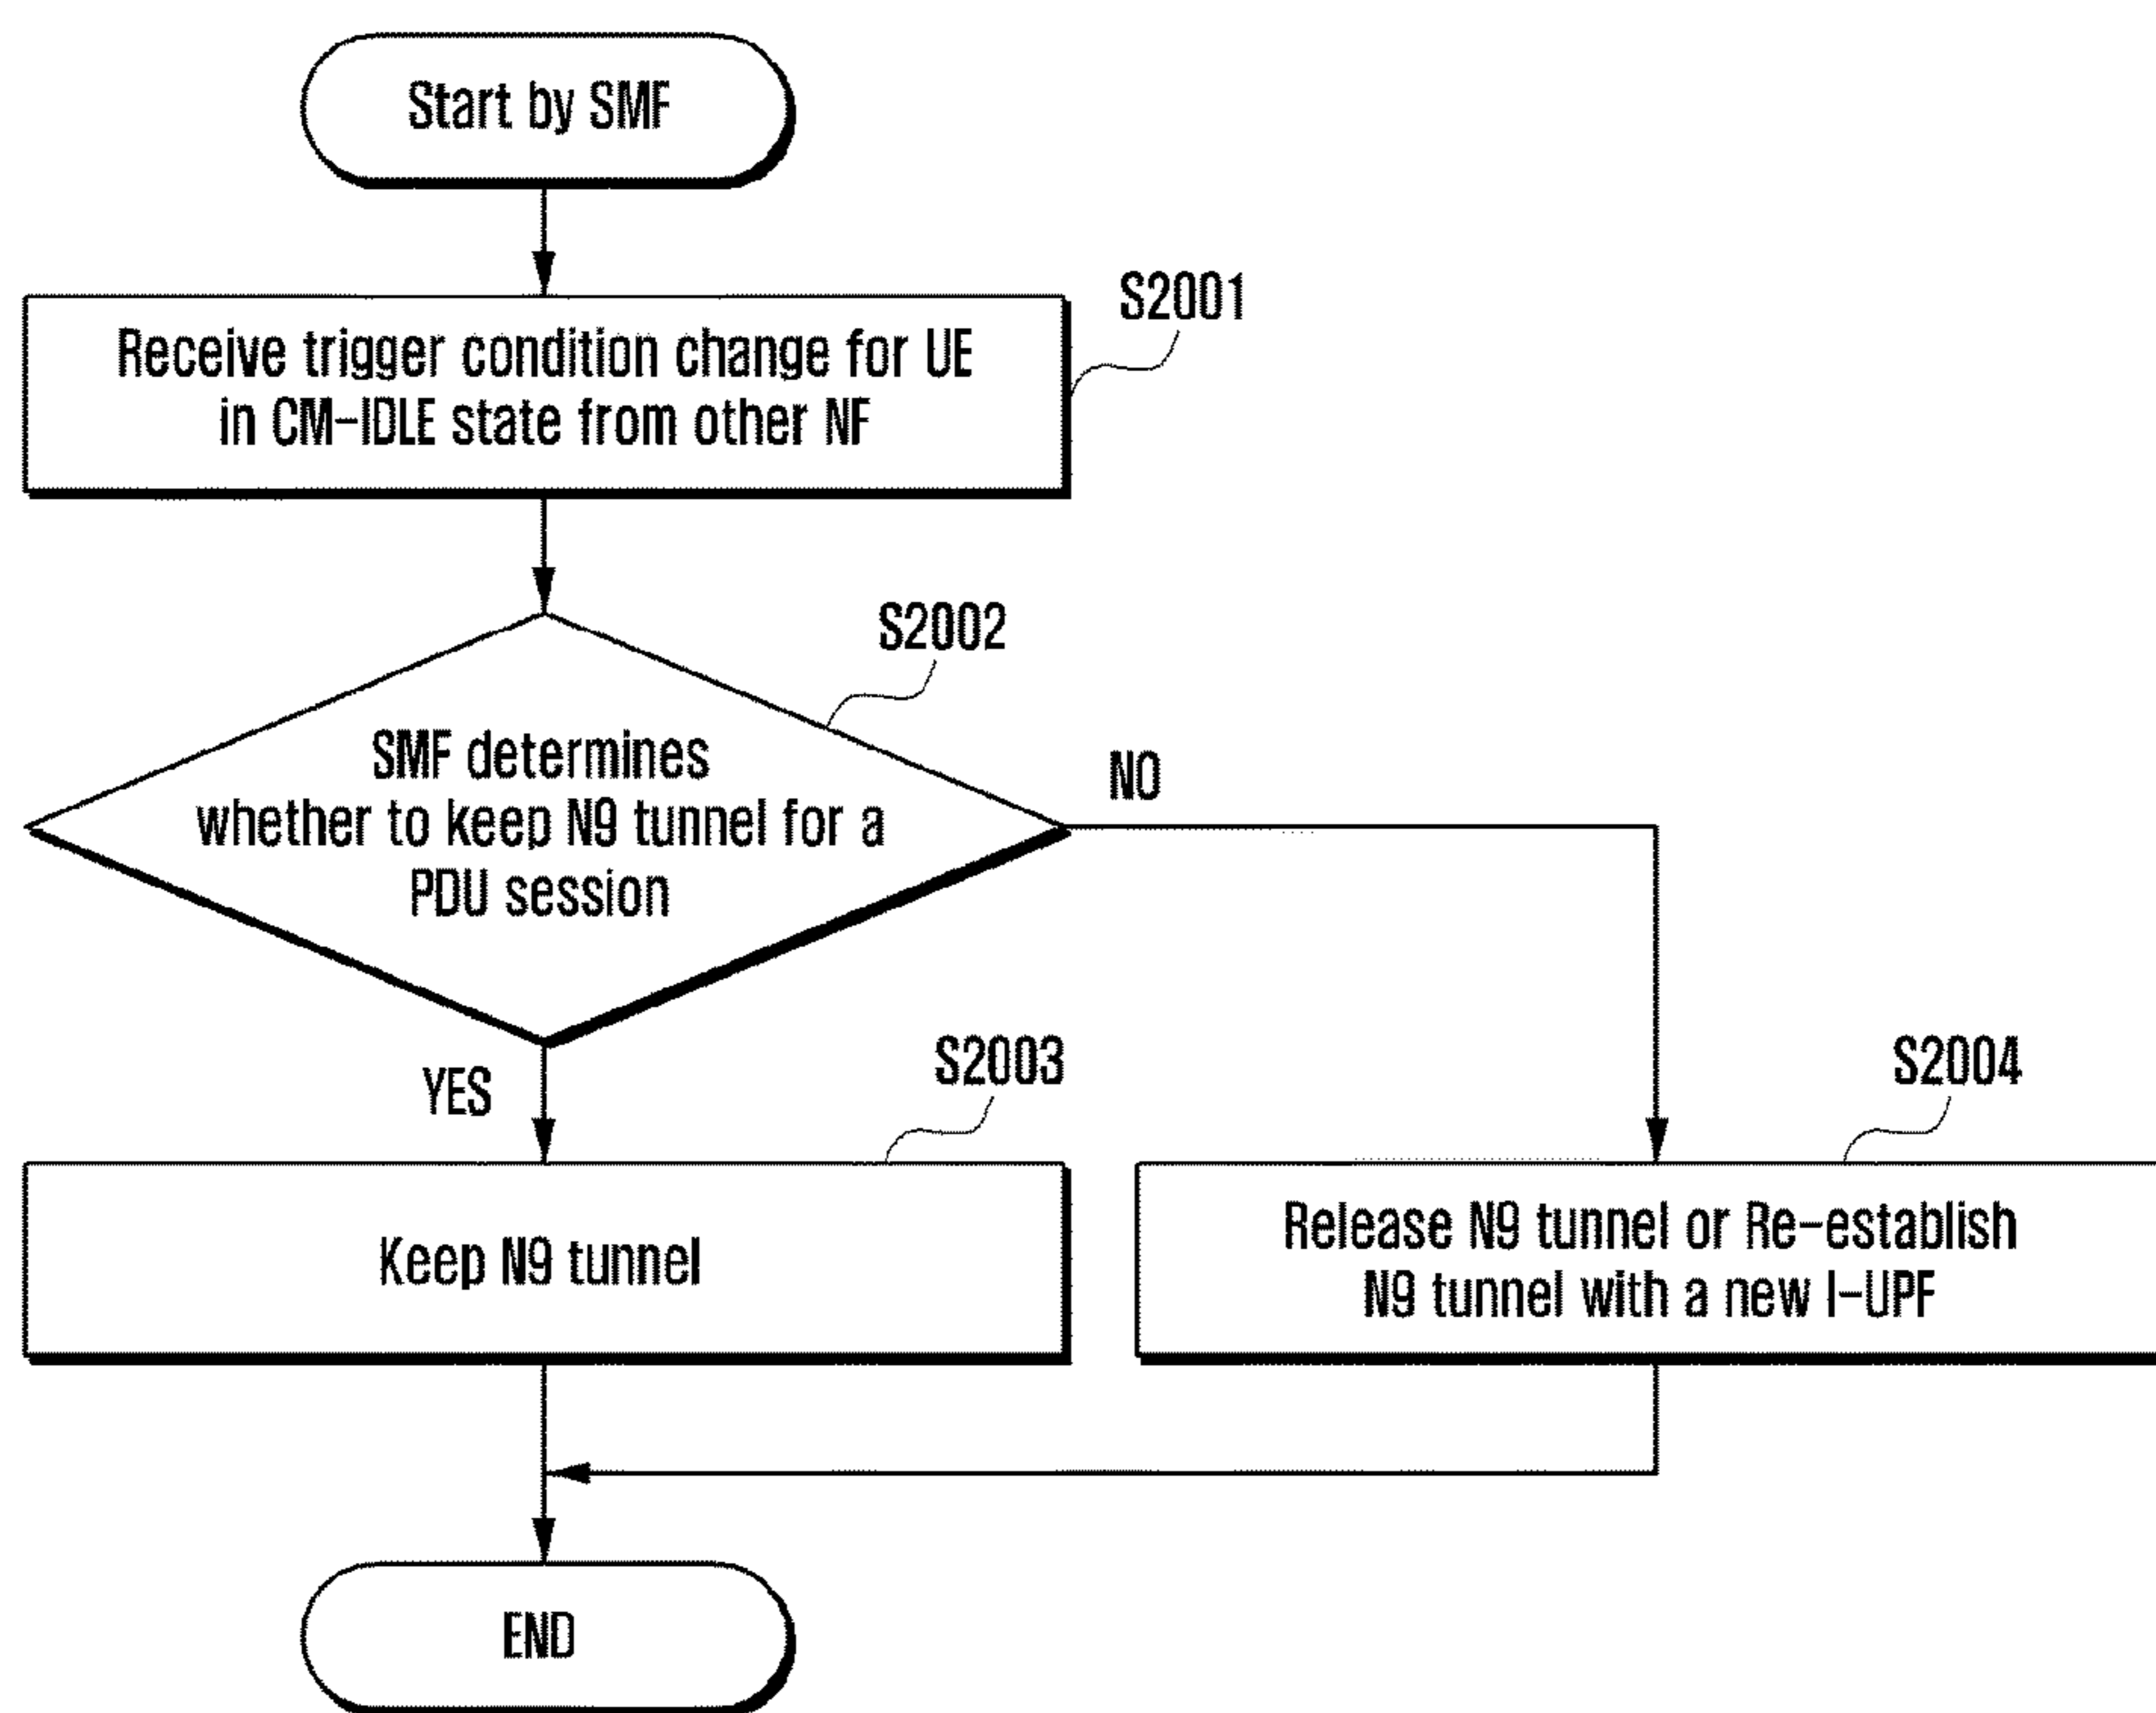 Start by SMF
S2001
Receive trigger condition change for UE
in CM-IDLE state from other NF
S2002
SMF determines
whether to keep N9 tunnel for a
PDU session
NO
YES
S2003
S2004
Keep N9 tunnel
Release N9 tunnel or Re-establish
N9 tunnel with a new I-UPF
END